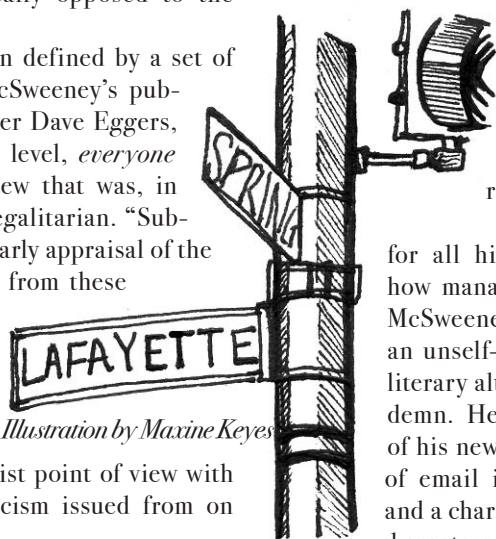 ally opposed to the
n defined by a set of
cSweeney's pub-
er Dave Eggers,
level, everyone
ew that was, in
egalitarian. “Sub-
arly appraisal of the
from these
SPRING
LAFAYETTE
Illustration by Maxine Keyes
ist point of view with
cism issued from on
r
for all hi
how mana
McSweene
an unself-
literary alt
demn. He
of his new
of email i
and a char